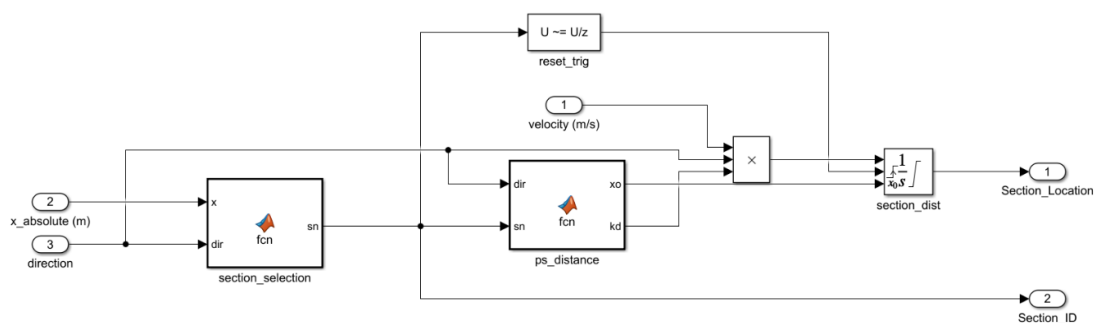 U ~= U/z
reset_trig
1
velocity (m/s)
×
1
s
x0
section_dist
1
Section_Location
dir
sn
fcn
xo
kd
ps_distance
2
x_absolute (m)
3
direction
x
dir
fcn
sn
section_selection
2
Section_ID